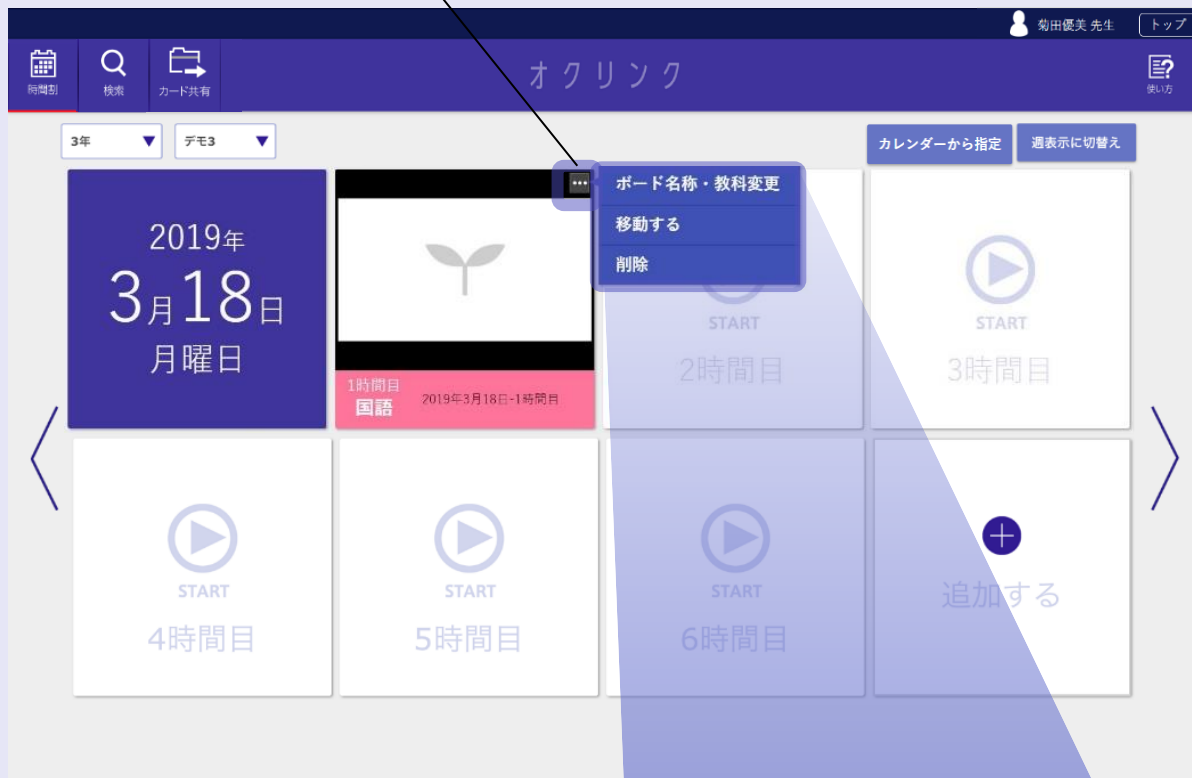 菊田優美 先生
トップ
時間割
検索
カード共有
オクリンク
使い方
3年
デモ3
カレンダーから指定
週表示に切替え
2019年
3月18日
月曜日
1時間目
国語
2019年3月18日-1時間目
ボード名称・教科変更
移動する
削除
START
2時間目
START
3時間目
START
4時間目
START
5時間目
START
6時間目
追加する